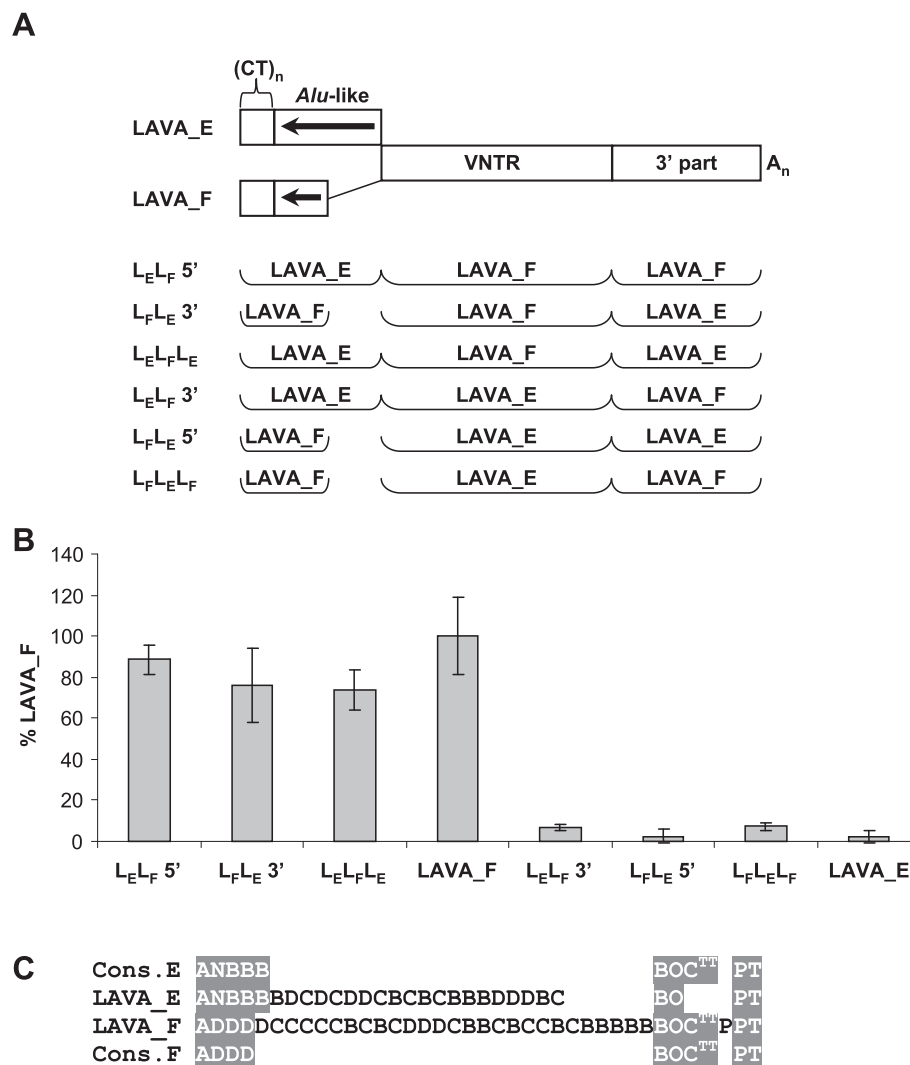 A
(CT)n
Alu-like
LAVA_E
VNTR 3’ part An
LAVA_F
LELF 5’ LAVA_E LAVA_F LAVA_F
LFLE 3’ LAVA_F LAVA_F LAVA_E
LELFLE LAVA_E LAVA_F LAVA_E
LELF 3’ LAVA_E LAVA_E LAVA_F
LFLE 5’ LAVA_F LAVA_E LAVA_E
LFLELF LAVA_F LAVA_E LAVA_F
B
% LAVA_F
140
120
100
80
60
40
20
0
LELF 5’ LFLE 3’ LELFLE LAVA_F LELF 3’ LFLE 5’ LFLELF LAVA_E
C
Cons.E ANBBB BOCTT PT
LAVA_E ANBBBBDCDCDDCBCBCBBBDDDBC BO PT
LAVA_F ADDDDCCCCCBCBCDDDCBBCBCCBCBBBBBBOCTTPPT
Cons.F ADDD BOCTT PT